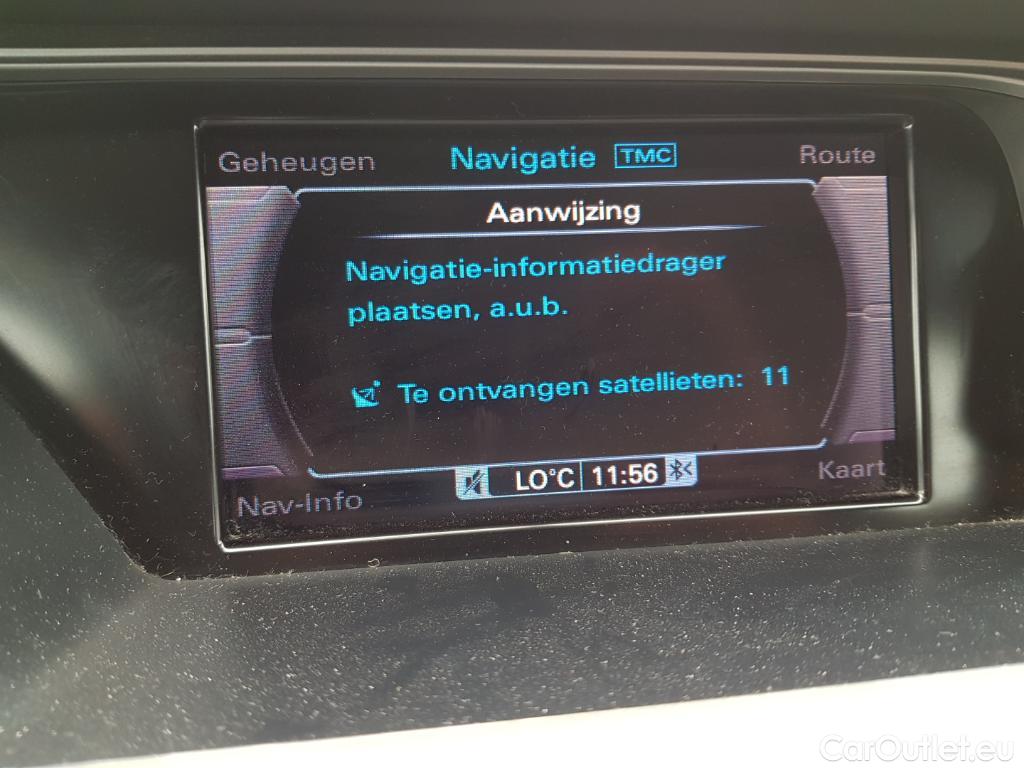 Geheugen Navigatie TMC Route
Aanwijzing
Navigatie-informatiedrager
plaatsen, a.u.b.
Te ontvangen satellieten: 11
LO°C 11:56
Nav-Info Kaart
CarOutlet.eu